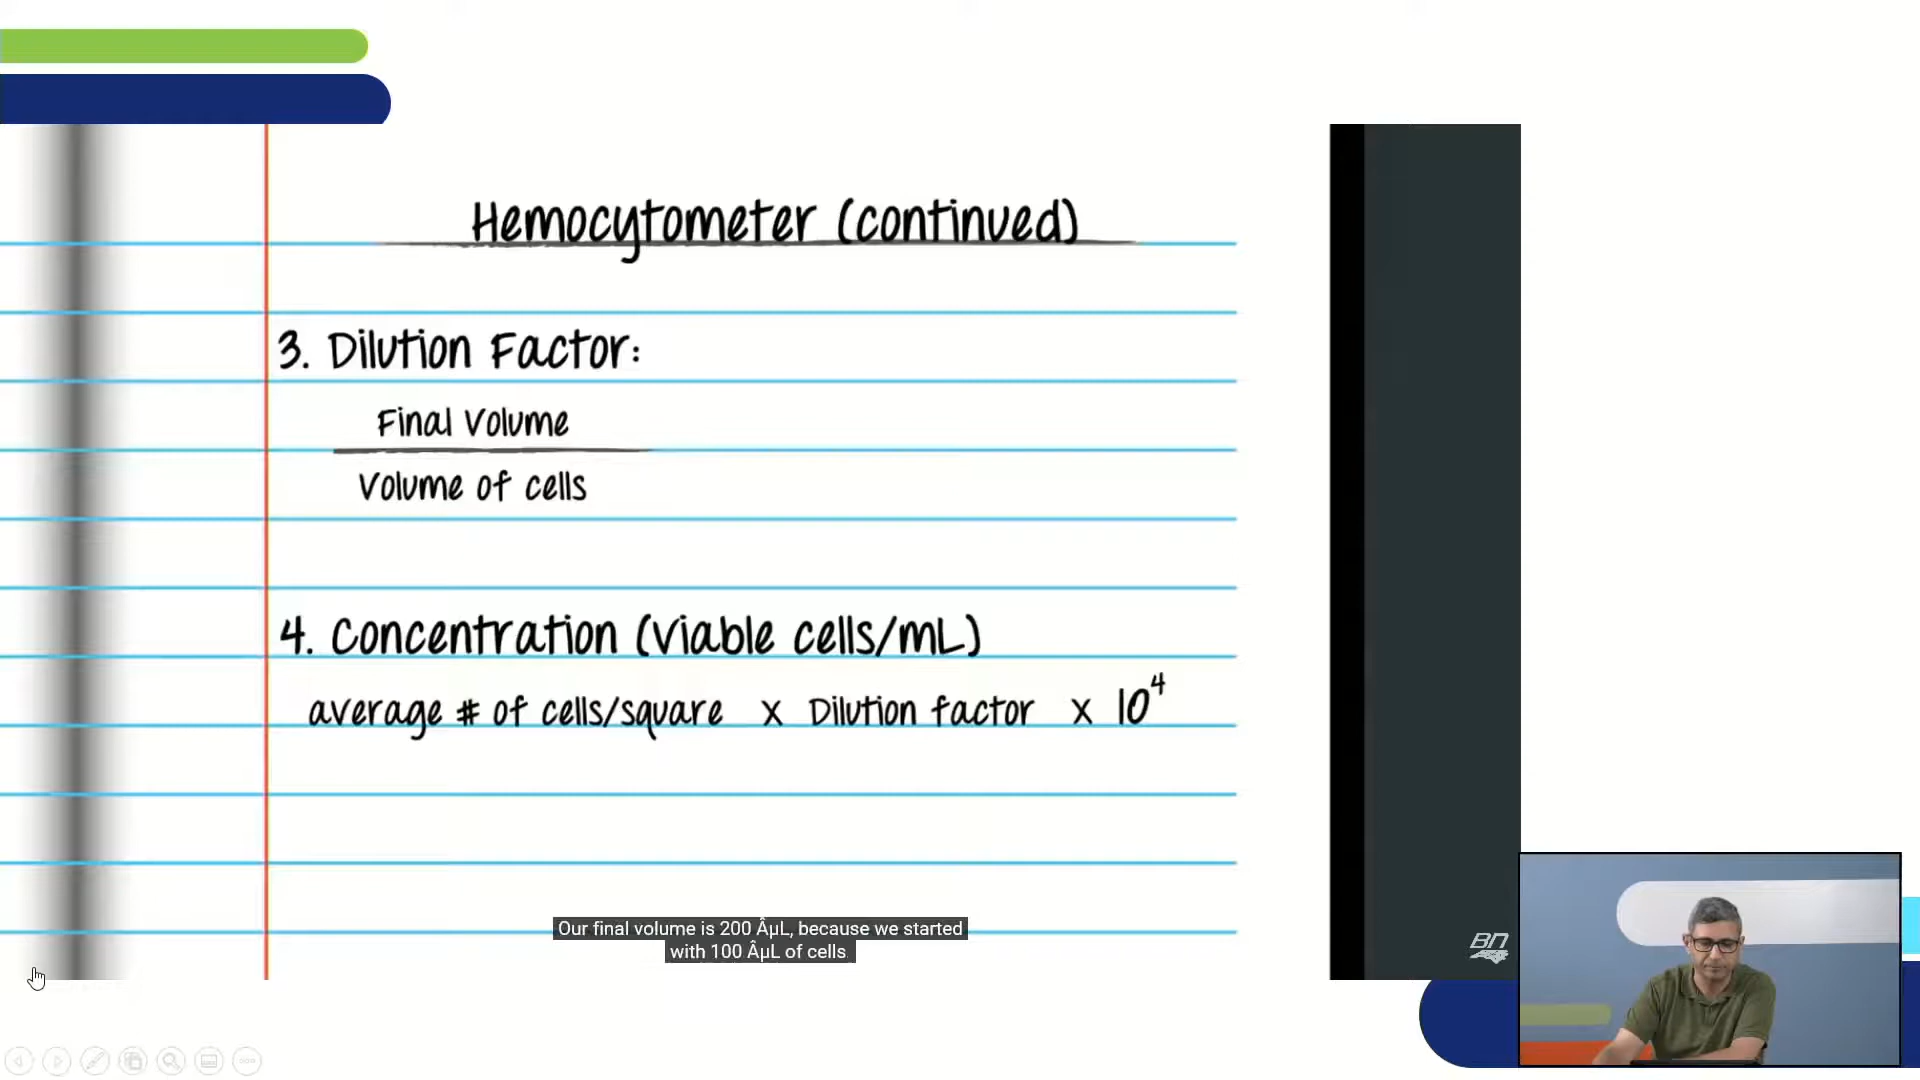 Hemocytometer (continued)
3. Dilution Factor:
Final Volume
Volume of cells
4. Concentration (viable cells/mL)
average # of cells/square x Dilution factor x 10⁴
Our final volume is 200 ÂµL, because we started
with 100 ÂµL of cells
BN